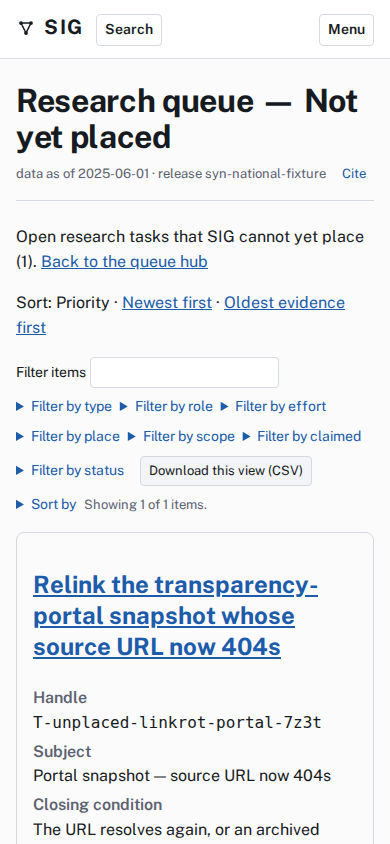 SIG Search Menu
Research queue — Not
yet placed
data as of 2025-06-01 · release syn-national-fixture Cite
Open research tasks that SIG cannot yet place
(1). Back to the queue hub
Sort: Priority · Newest first · Oldest evidence
first
Filter items
▶ Filter by type ▶ Filter by role ▶ Filter by effort
▶ Filter by place ▶ Filter by scope ▶ Filter by claimed
▶ Filter by status Download this view (CSV)
▶ Sort by Showing 1 of 1 items.
Relink the transparency-
portal snapshot whose
source URL now 404s
Handle
T-unplaced-linkrot-portal-7z3t
Subject
Portal snapshot — source URL now 404s
Closing condition
The URL resolves again, or an archived